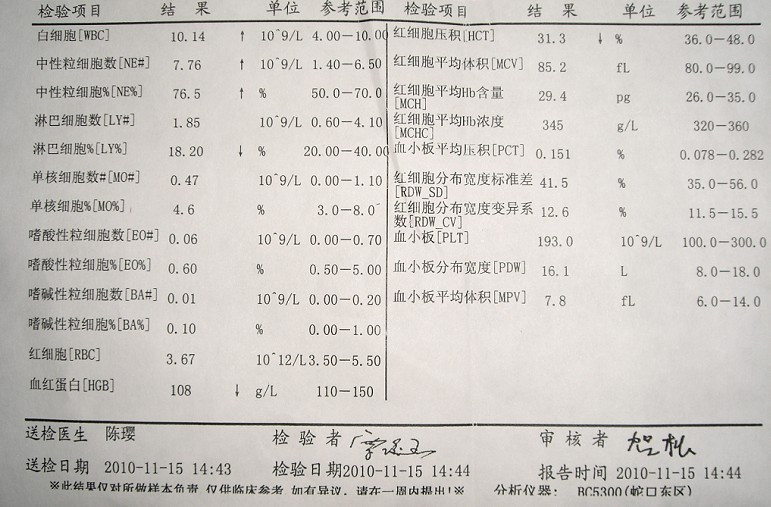 检验项目 结 果 单位 参考范围 检验项目 结 果 单位 参考范围
白细胞[WBC] 10.14 ↑ 10^9/L 4.00-10.00 红细胞压积[HCT] 31.3 ↓ % 36.0-48.0
中性粒细胞数[NE#] 7.76 ↑ 10^9/L 1.40-6.50 红细胞平均体积[MCV] 85.2 fL 80.0-99.0
中性粒细胞%[NE%] 76.5 ↑ % 50.0-70.0 红细胞平均Hb含量[MCH] 29.4 pg 26.0-35.0
淋巴细胞数[LY#] 1.85 10^9/L 0.60-4.10 红细胞平均Hb浓度[MCHC] 345 g/L 320-360
淋巴细胞%[LY%] 18.20 ↓ % 20.00-40.00 血小板平均压积[PCT] 0.151 % 0.078-0.282
单核细胞数#[MO#] 0.47 10^9/L 0.00-1.10 红细胞分布宽度标准差[RDW_SD] 41.5 % 35.0-56.0
单核细胞%[MO%] 4.6 % 3.0-8.0 红细胞分布宽度变异系数[RDW_CV] 12.6 % 11.5-15.5
嗜酸性粒细胞数[EO#] 0.06 10^9/L 0.00-0.70 血小板[PLT] 193.0 10^9/L 100.0-300.0
嗜酸性粒细胞%[EO%] 0.60 % 0.50-5.00 血小板分布宽度[PDW] 16.1 L 8.0-18.0
嗜碱性粒细胞数[BA#] 0.01 10^9/L 0.00-0.20 血小板平均体积[MPV] 7.8 fL 6.0-14.0
嗜碱性粒细胞%[BA%] 0.10 % 0.00-1.00
红细胞[RBC] 3.67 10^12/L 3.50-5.50
血红蛋白[HGB] 108 ↓ g/L 110-150
送检医生 陈璎 检 验 者 审 核 者
送检日期 2010-11-15 14:43 检验日期2010-11-15 14:44 报告时间 2010-11-15 14:44
※此结果仅对所做样本负责,仅供临床参考,如有异议,请在一周内提出!※ 分析仪器: BC5300(蛇口东区)